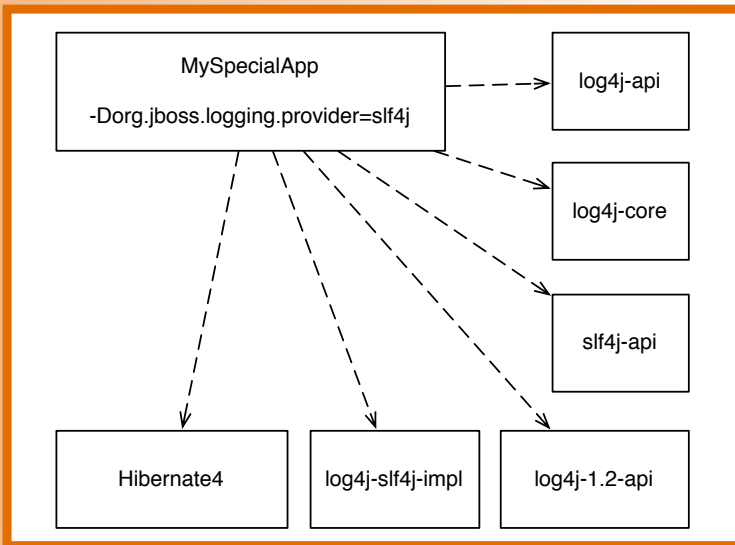 MySpecialApp
-Dorg.jboss.logging.provider=slf4j
log4j-api
log4j-core
slf4j-api
Hibernate4
log4j-slf4j-impl
log4j-1.2-api